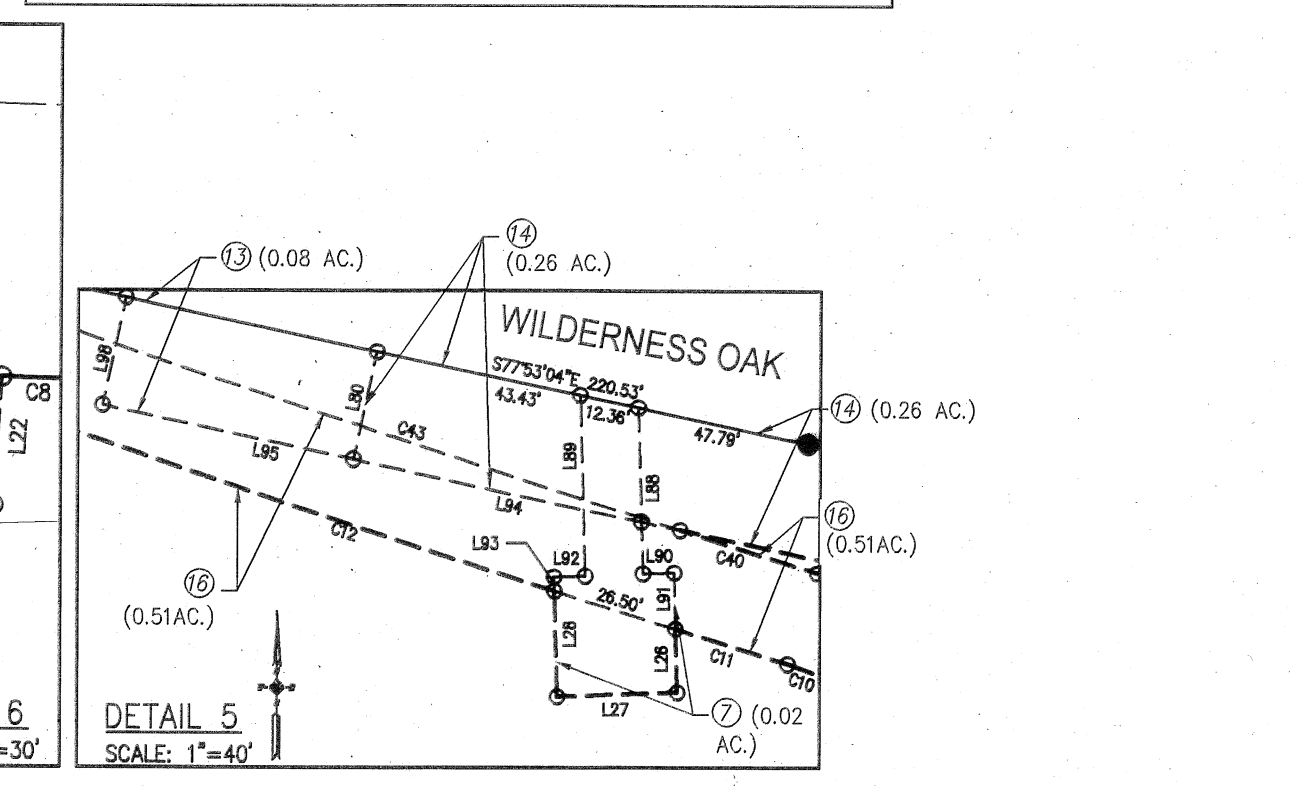 14
(0.26 AC.)
13 (0.08 AC.)
WILDERNESS OAK
S77°53'04"E 220.53'
43.43'
12.36'
47.79'
14 (0.26 AC.)
L98
L80
C43
L95
L94
L89
L88
C8
L22
C12
L93
L92
L90
L91
26.50'
C40
16
(0.51AC.)
16
(0.51AC.)
L28
L26
C11
C10
L27
7 (0.02
AC.)
6
=30'
DETAIL 5
SCALE: 1"=40'